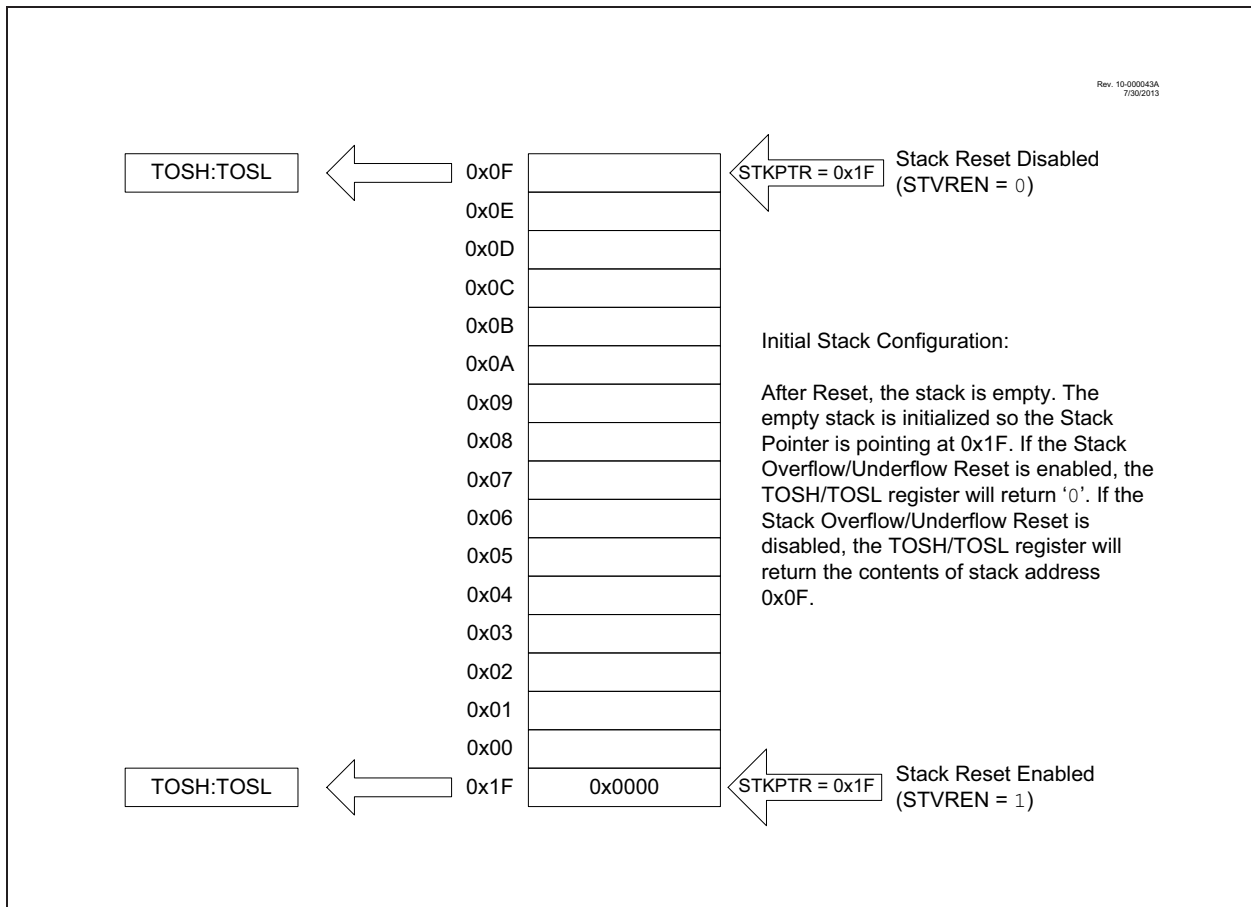 Rev. 10-000043A
7/30/2013
TOSH:TOSL
0x0F
STKPTR = 0x1F
Stack Reset Disabled
(STVREN = 0)
0x0E
0x0D
0x0C
0x0B
0x0A
0x09
0x08
0x07
0x06
0x05
0x04
0x03
0x02
0x01
0x00
Initial Stack Configuration:
After Reset, the stack is empty. The
empty stack is initialized so the Stack
Pointer is pointing at 0x1F. If the Stack
Overflow/Underflow Reset is enabled, the
TOSH/TOSL register will return ‘0’. If the
Stack Overflow/Underflow Reset is
disabled, the TOSH/TOSL register will
return the contents of stack address
0x0F.
TOSH:TOSL
0x1F
0x0000
STKPTR = 0x1F
Stack Reset Enabled
(STVREN = 1)